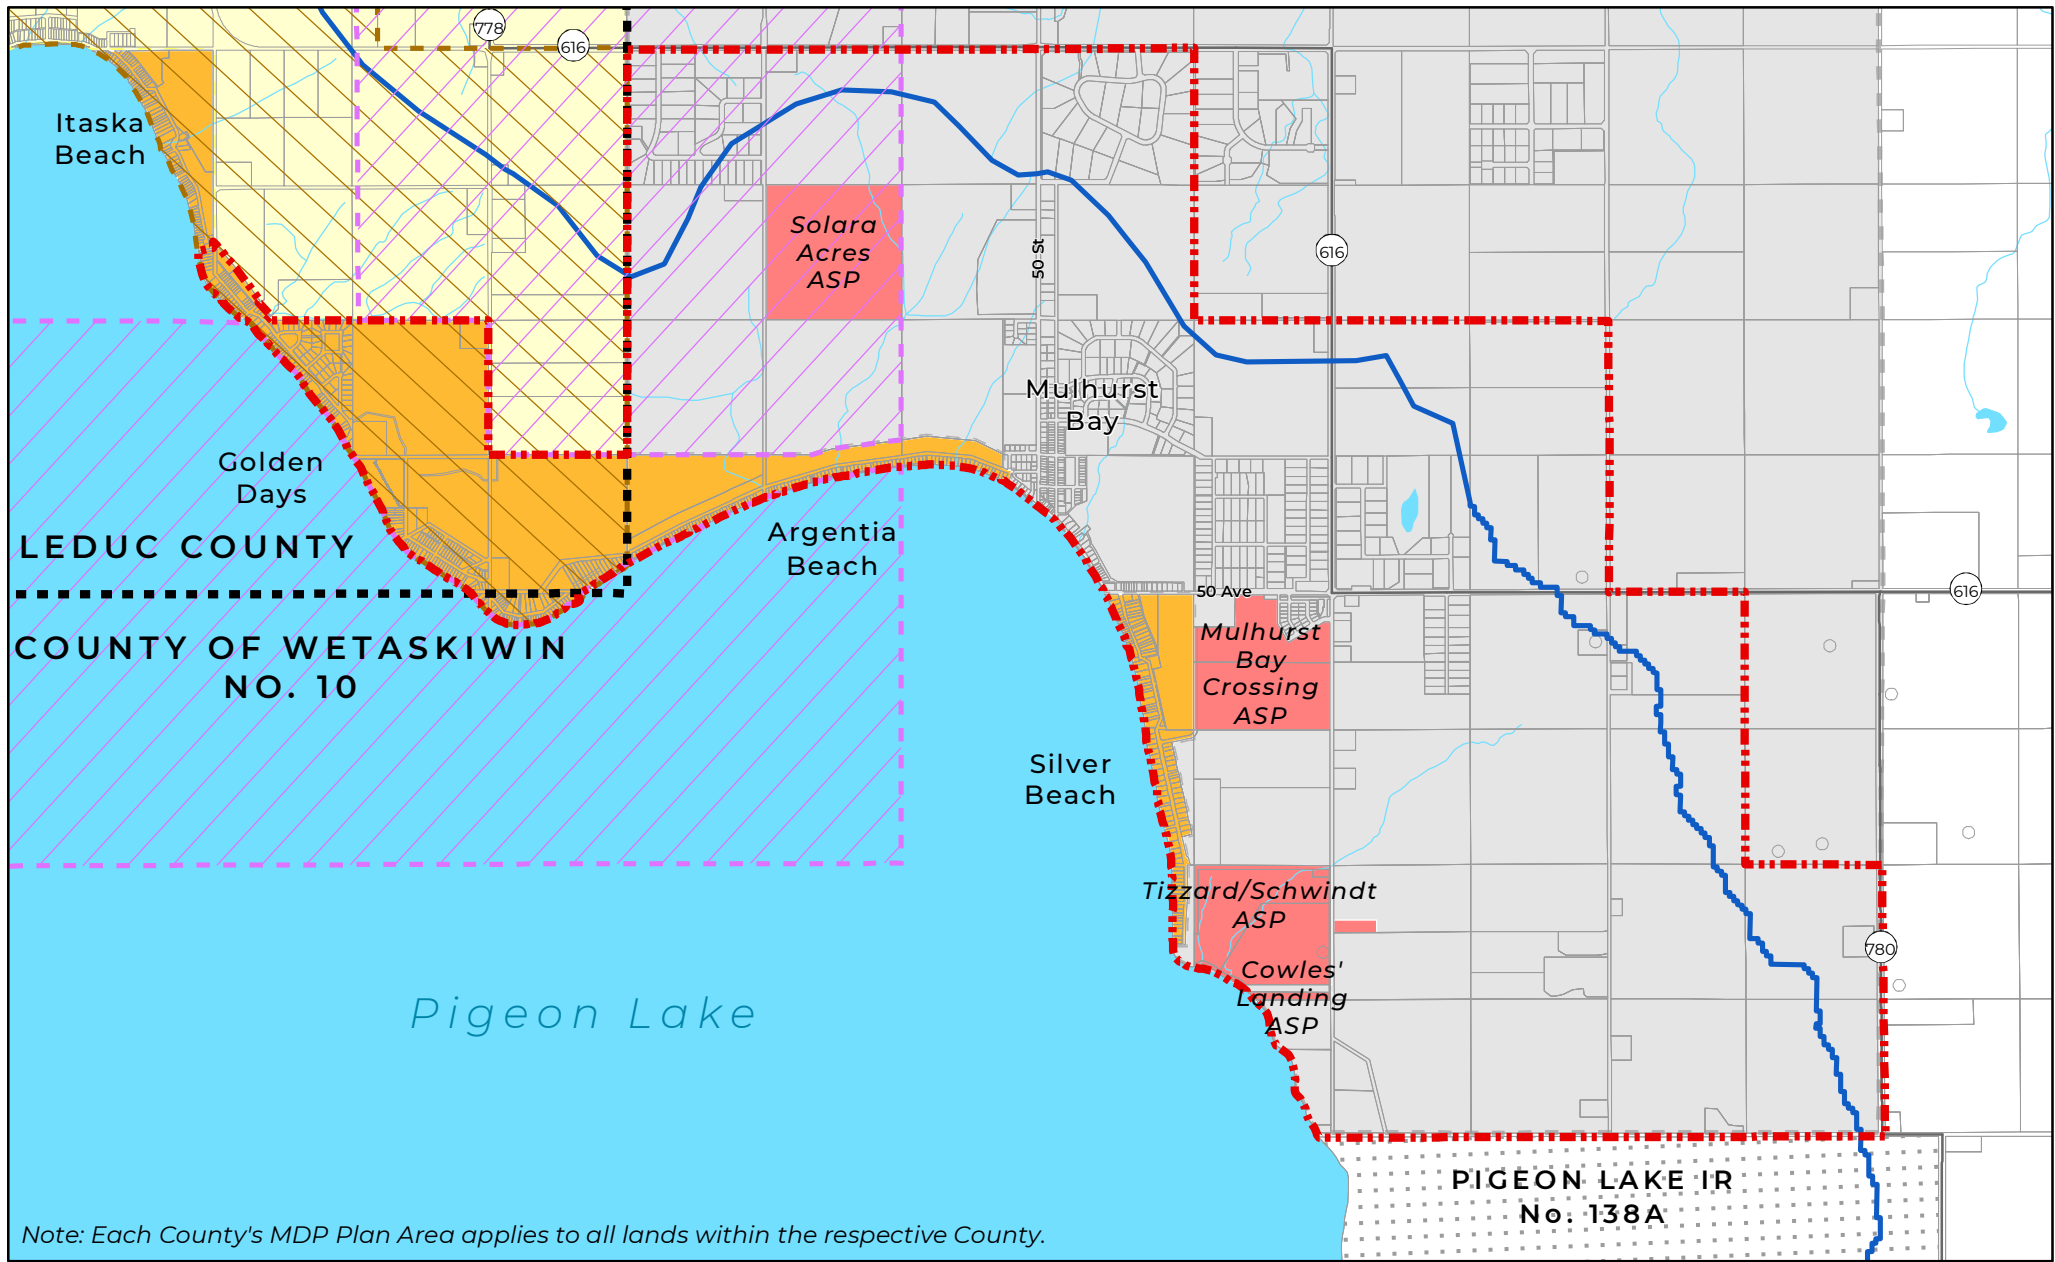 778
616
Itaska
Beach
Solara
Acres
ASP
50 St
616
Mulhurst
Bay
Golden
Days
Argentia
Beach
LEDUC COUNTY
50 Ave
616
COUNTY OF WETASKIWIN
NO. 10
Mulhurst
Bay
Crossing
ASP
Silver
Beach
Tizzard/Schwindt
ASP
780
Cowles'
Landing
ASP
Pigeon Lake
PIGEON LAKE IR
No. 138A
Note: Each County's MDP Plan Area applies to all lands within the respective County.